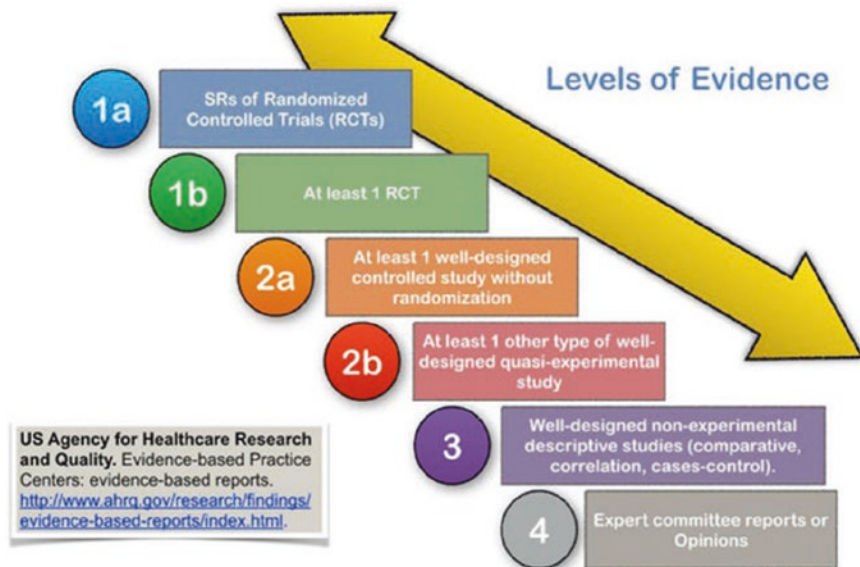 Levels of Evidence
1a
SRs of Randomized
Controlled Trials (RCTs)
1b
At least 1 RCT
2a
At least 1 well-designed
controlled study without
randomization
2b
At least 1 other type of well-
designed quasi-experimental
study
3
Well-designed non-experimental
descriptive studies (comparative,
correlation, cases-control).
4
Expert committee reports or
Opinions
US Agency for Healthcare Research
and Quality. Evidence-based Practice
Centers: evidence-based reports.
http://www.ahrq.gov/research/findings/
evidence-based-reports/index.html.